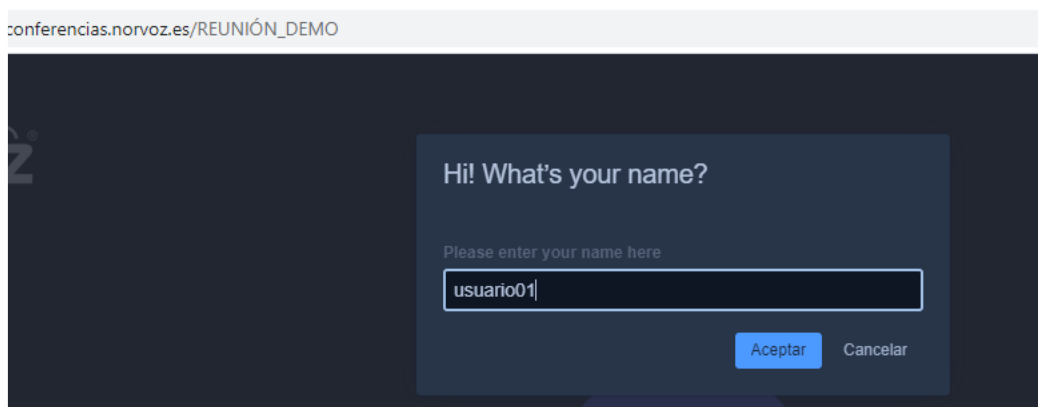 conferencias.norvoz.es/REUNIÓN_DEMO
Z®
Hi! What's your name?
Please enter your name here
usuario01
Aceptar Cancelar